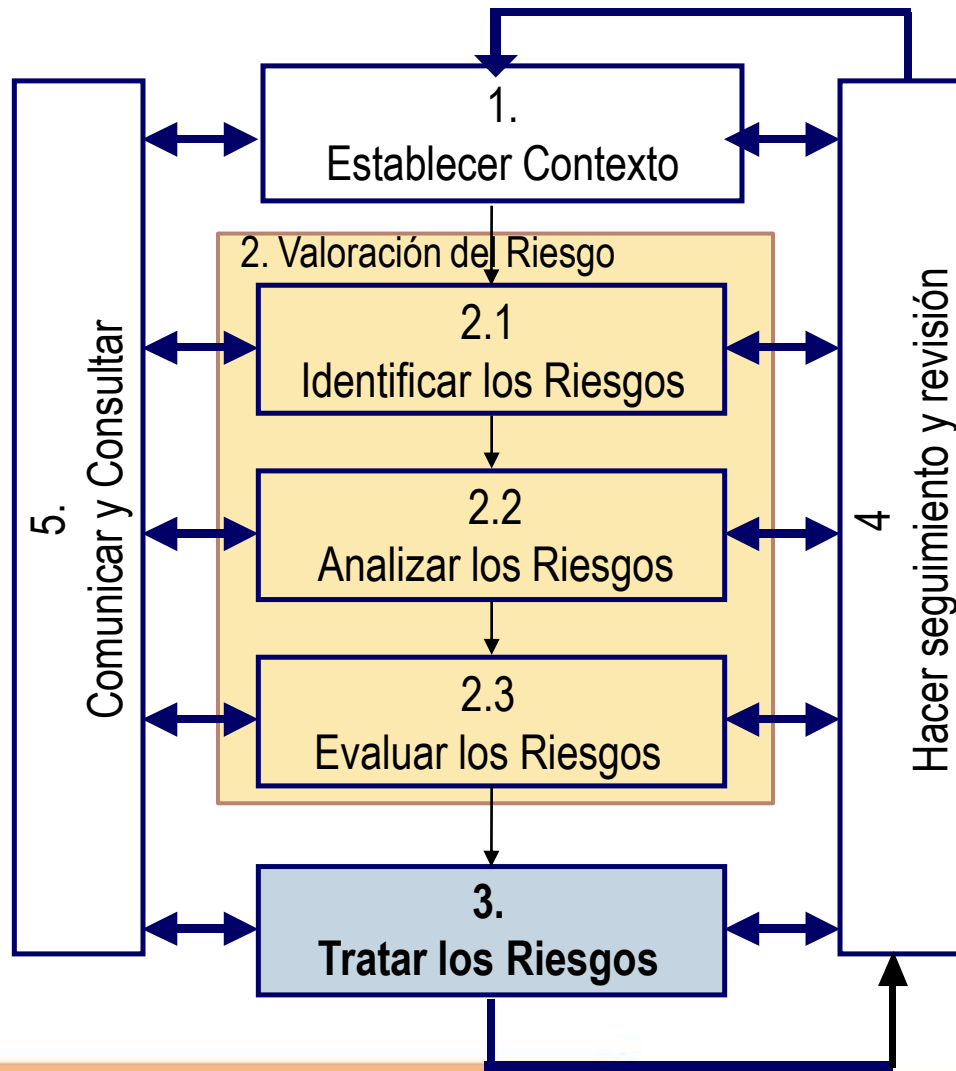 1.
Establecer Contexto
2. Valoración del Riesgo
2.1
Identificar los Riesgos
2.2
Analizar los Riesgos
2.3
Evaluar los Riesgos
3.
Tratar los Riesgos
5.
Comunicar y Consultar
4
Hacer seguimiento y revisión